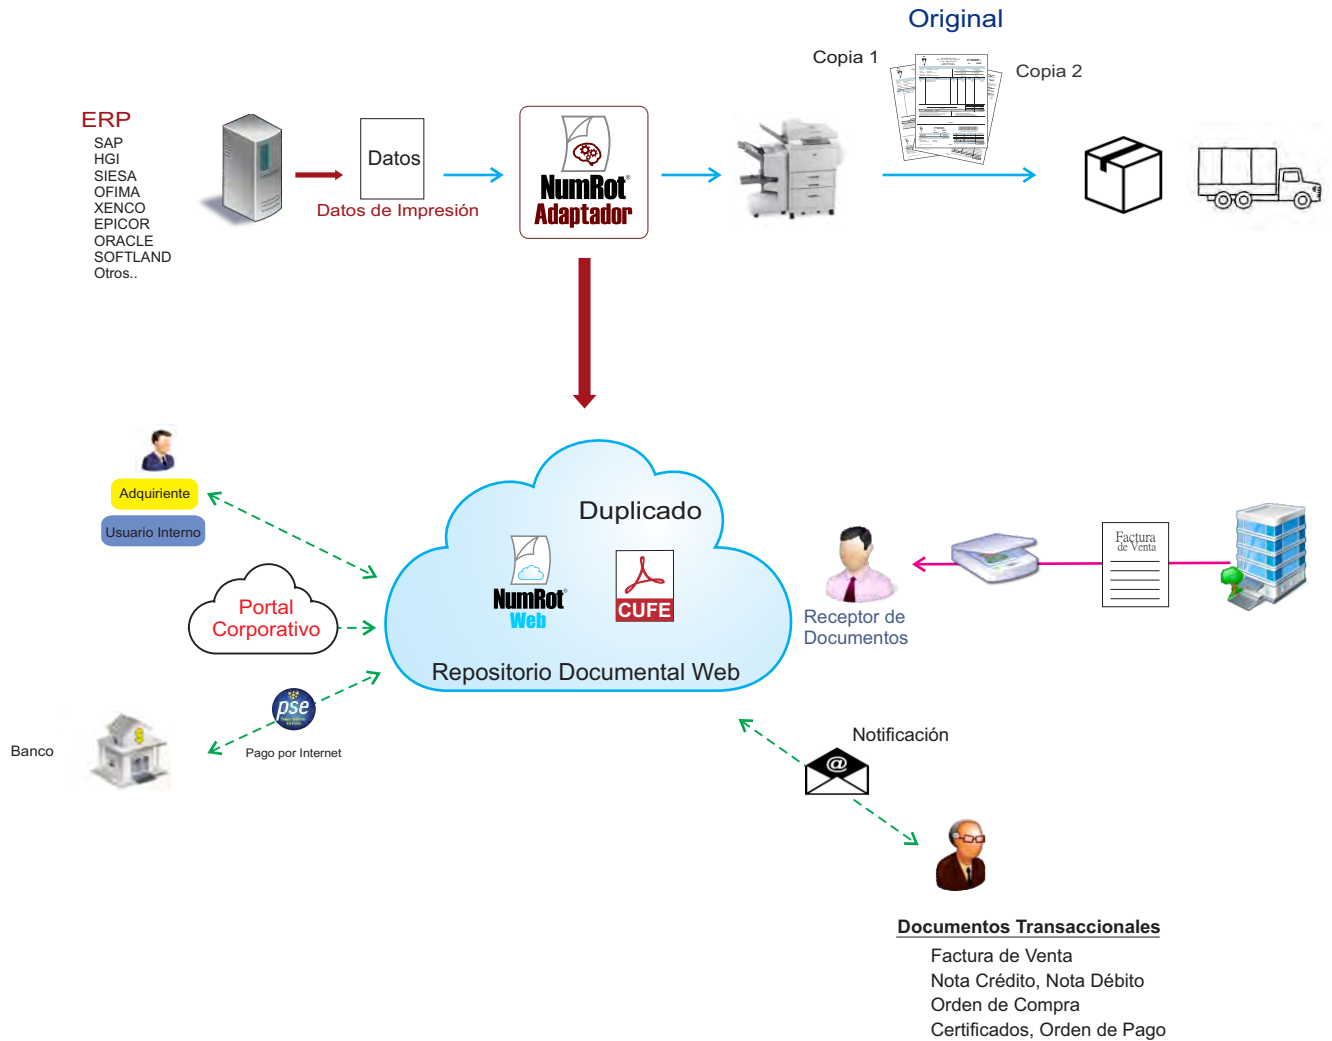 Original
Copia 1
Copia 2
ERP
SAP
HGI
SIESA
OFIMA
XENCO
EPICOR
ORACLE
SOFTLAND
Otros..
Datos
Datos de Impresión
NumRot®
Adaptador
Adquiriente
Usuario Interno
Portal
Corporativo
Duplicado
NumRot®
Web
CUFE
Repositorio Documental Web
Factura
de Venta
Receptor de
Documentos
Banco
pse
Pago por Internet
Notificación
@
Documentos Transaccionales
Factura de Venta
Nota Crédito, Nota Débito
Orden de Compra
Certificados, Orden de Pago